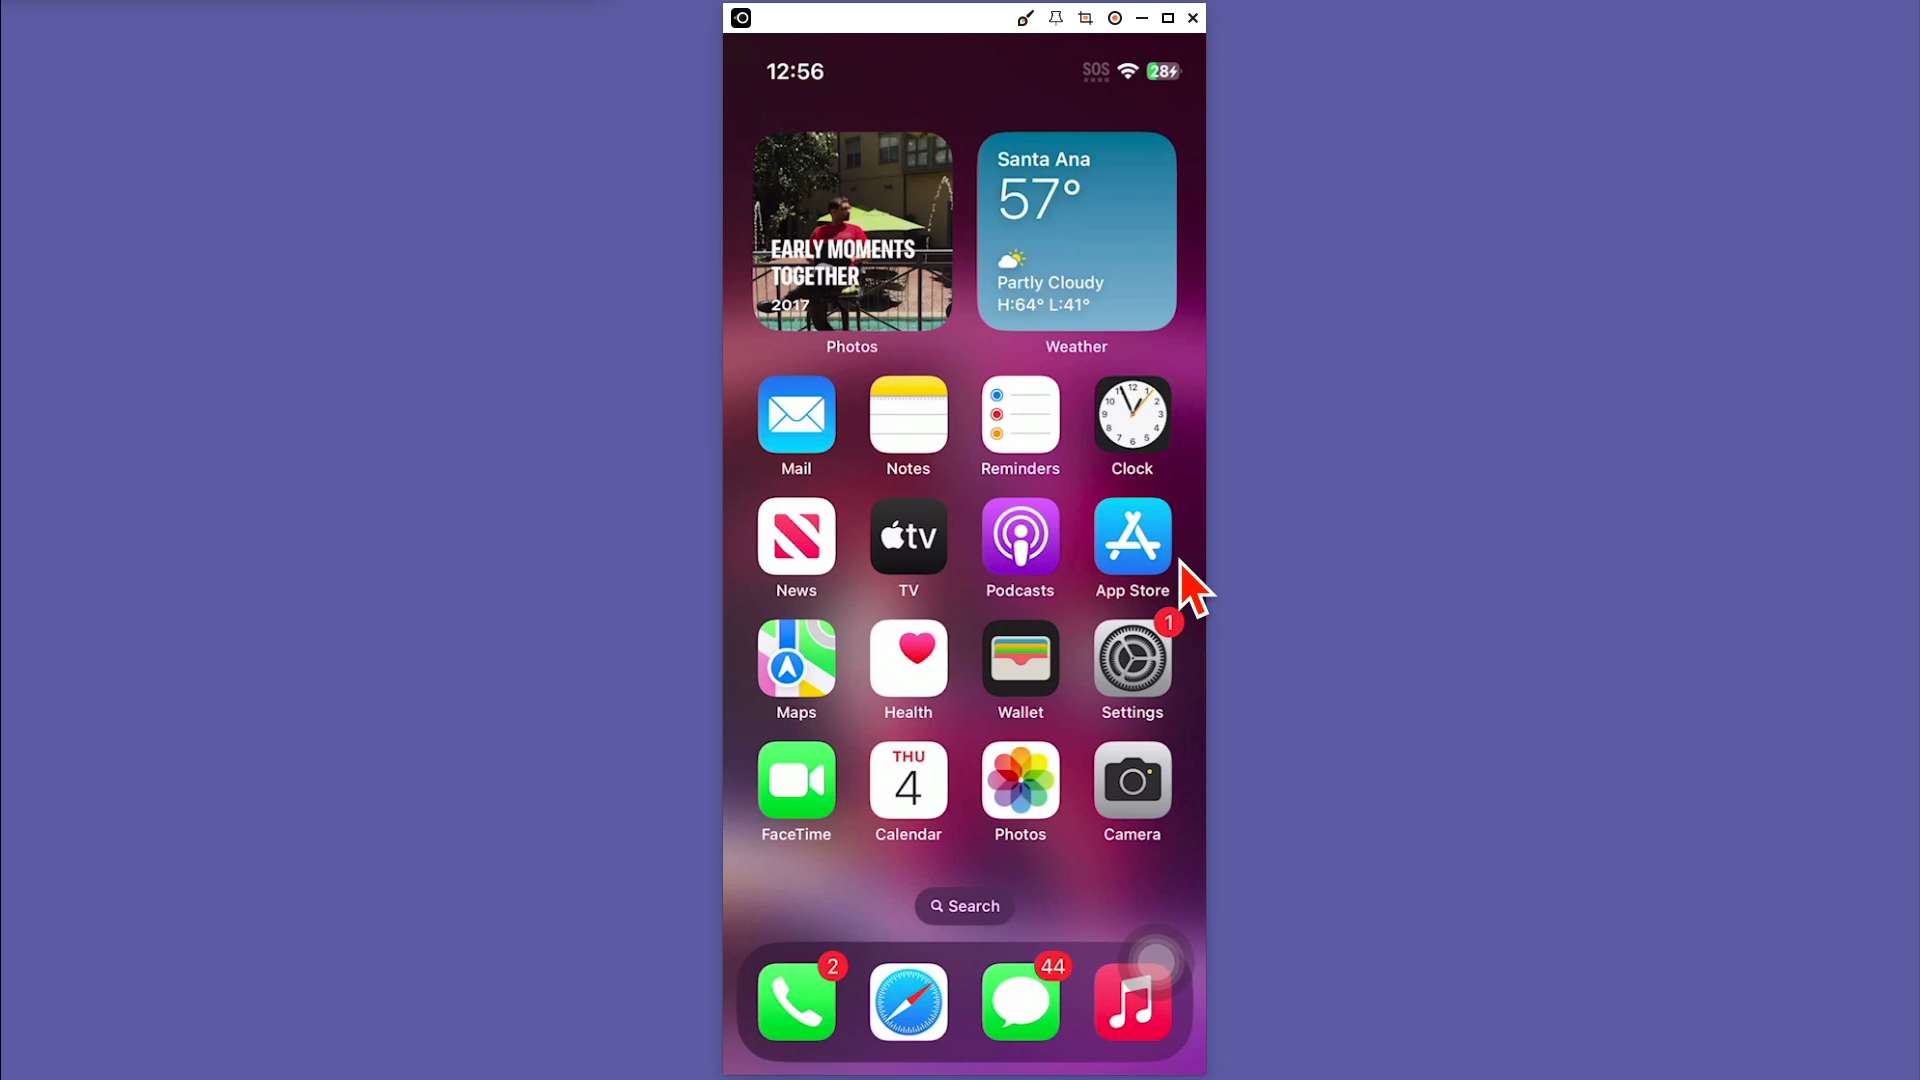 12:56
SOS
28
EARLY MOMENTS
TOGETHER
2017
Photos
Santa Ana
57°
Partly Cloudy
H:64° L:41°
Weather
Mail
Notes
Reminders
Clock
News
tv
TV
Podcasts
App Store
Maps
Health
Wallet
1
Settings
FaceTime
THU
4
Calendar
Photos
Camera
Search
2
44